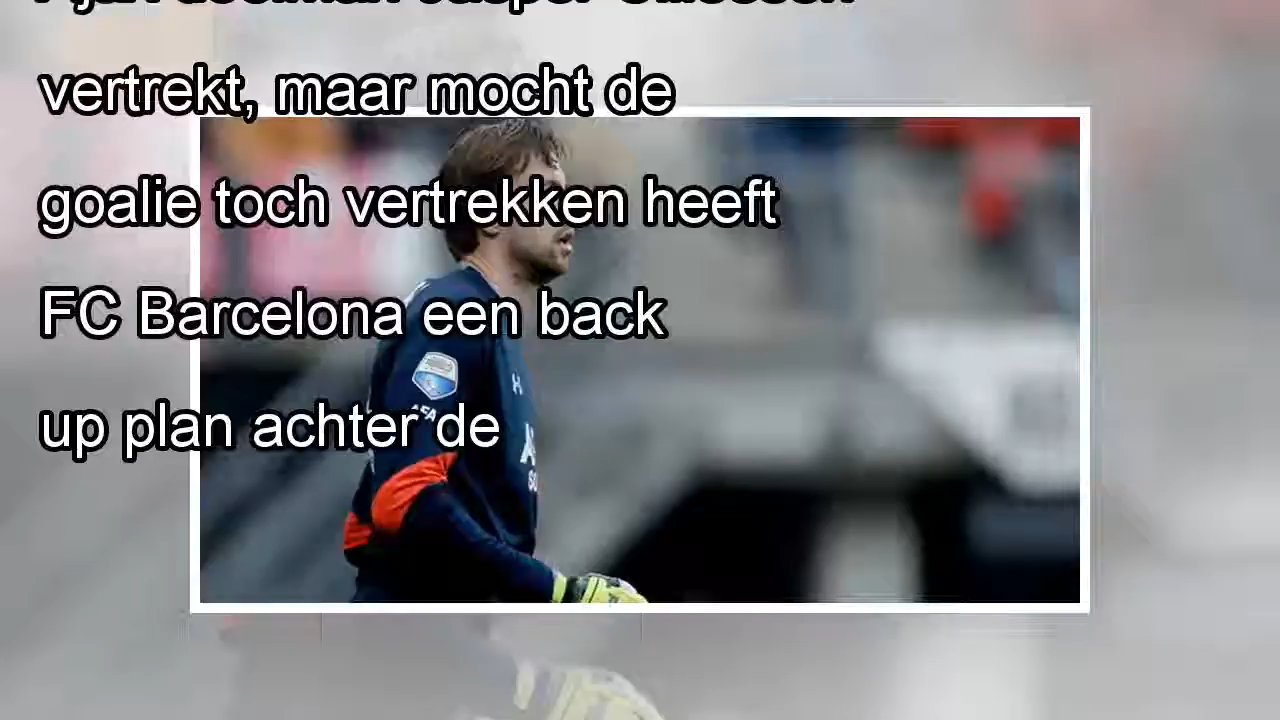 vertrekt, maar mocht de
goalie toch vertrekken heeft
FC Barcelona een back
up plan achter de